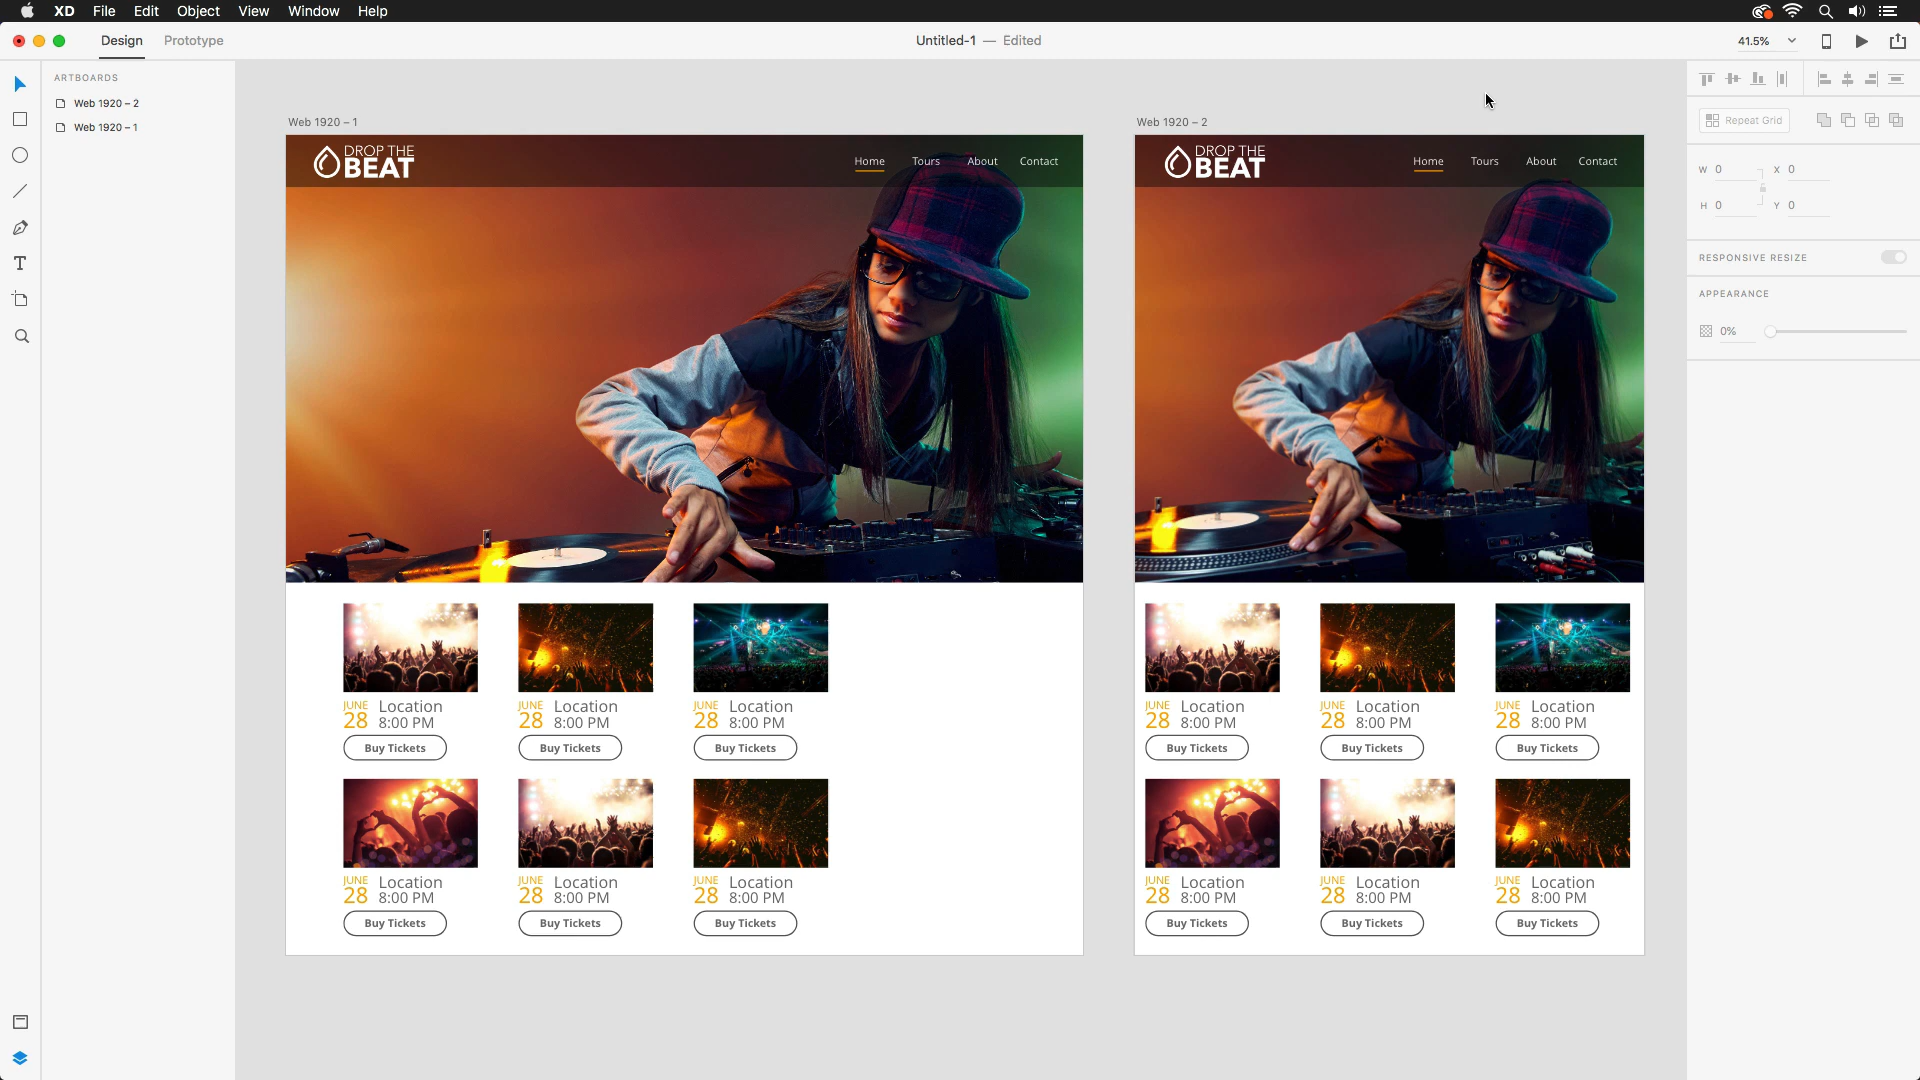 XD File Edit Object View Window Help
Design Prototype
Untitled-1 — Edited
41.5%
ARTBOARDS
Web 1920 – 2
Web 1920 – 1
Web 1920 – 1
DROP THE
BEAT
Home Tours About Contact
JUNE
28
Location
8:00 PM
Buy Tickets
JUNE
28
Location
8:00 PM
Buy Tickets
JUNE
28
Location
8:00 PM
Buy Tickets
JUNE
28
Location
8:00 PM
Buy Tickets
JUNE
28
Location
8:00 PM
Buy Tickets
JUNE
28
Location
8:00 PM
Buy Tickets
Web 1920 – 2
DROP THE
BEAT
Home Tours About Contact
JUNE
28
Location
8:00 PM
Buy Tickets
JUNE
28
Location
8:00 PM
Buy Tickets
JUNE
28
Location
8:00 PM
Buy Tickets
JUNE
28
Location
8:00 PM
Buy Tickets
JUNE
28
Location
8:00 PM
Buy Tickets
JUNE
28
Location
8:00 PM
Buy Tickets
Repeat Grid
W 0 X 0
H 0 Y 0
RESPONSIVE RESIZE
APPEARANCE
0%